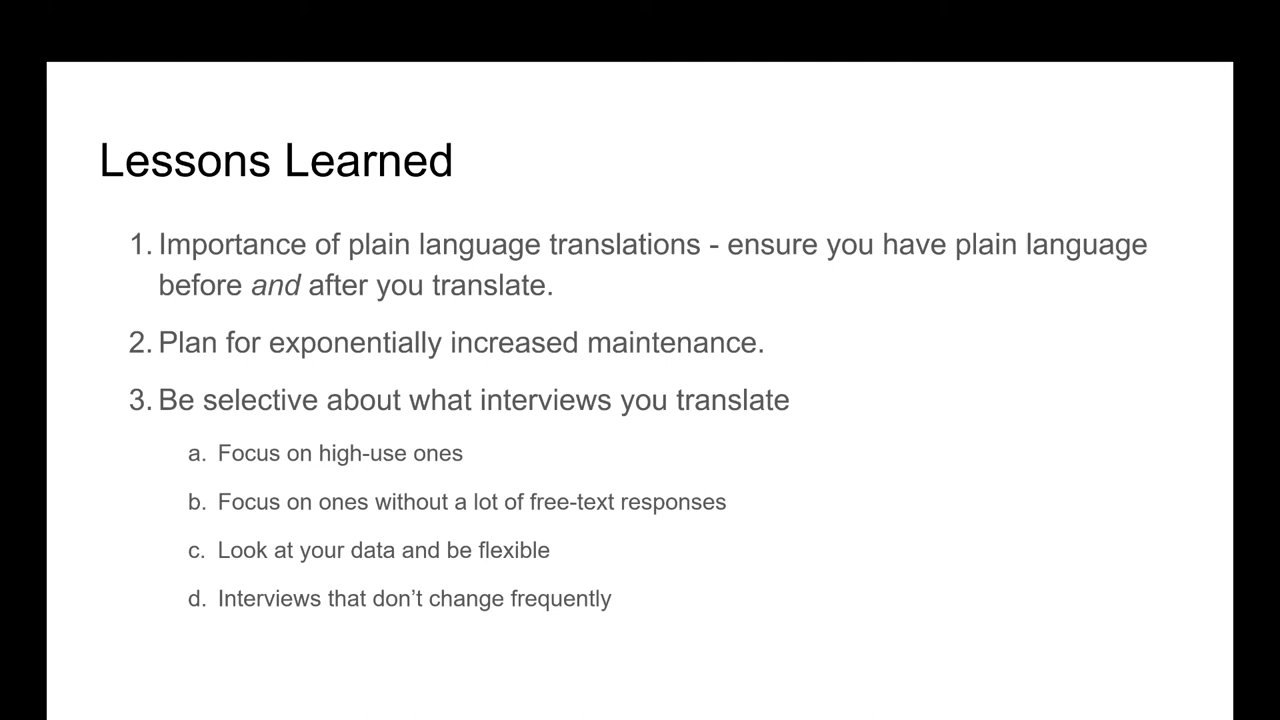 Lessons Learned
1. Importance of plain language translations - ensure you have plain language
before and after you translate.
2. Plan for exponentially increased maintenance.
3. Be selective about what interviews you translate
a. Focus on high-use ones
b. Focus on ones without a lot of free-text responses
c. Look at your data and be flexible
d. Interviews that don’t change frequently